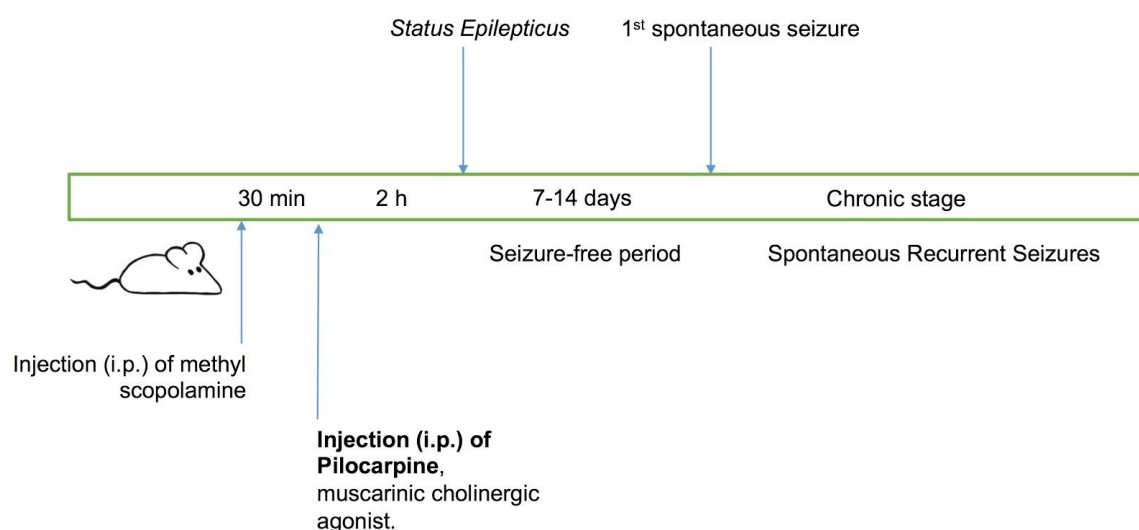 Status Epilepticus
1st spontaneous seizure
30 min
2 h
7-14 days
Chronic stage
Seizure-free period
Spontaneous Recurrent Seizures
Injection (i.p.) of methyl
scopolamine
Injection (i.p.) of
Pilocarpine,
muscarinic cholinergic
agonist.